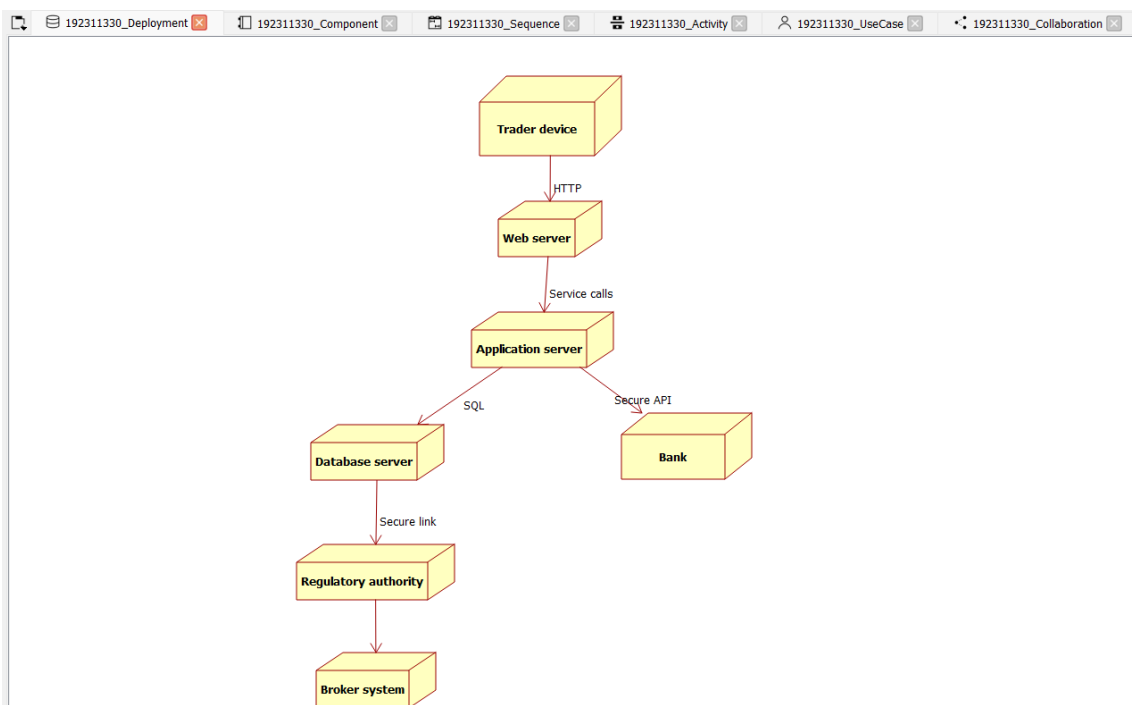 192311330_Deployment
192311330_Component
192311330_Sequence
192311330_Activity
192311330_UseCase
192311330_Collaboration
Trader device
HTTP
Web server
Service calls
Application server
SQL
Secure API
Database server
Bank
Secure link
Regulatory authority
Broker system